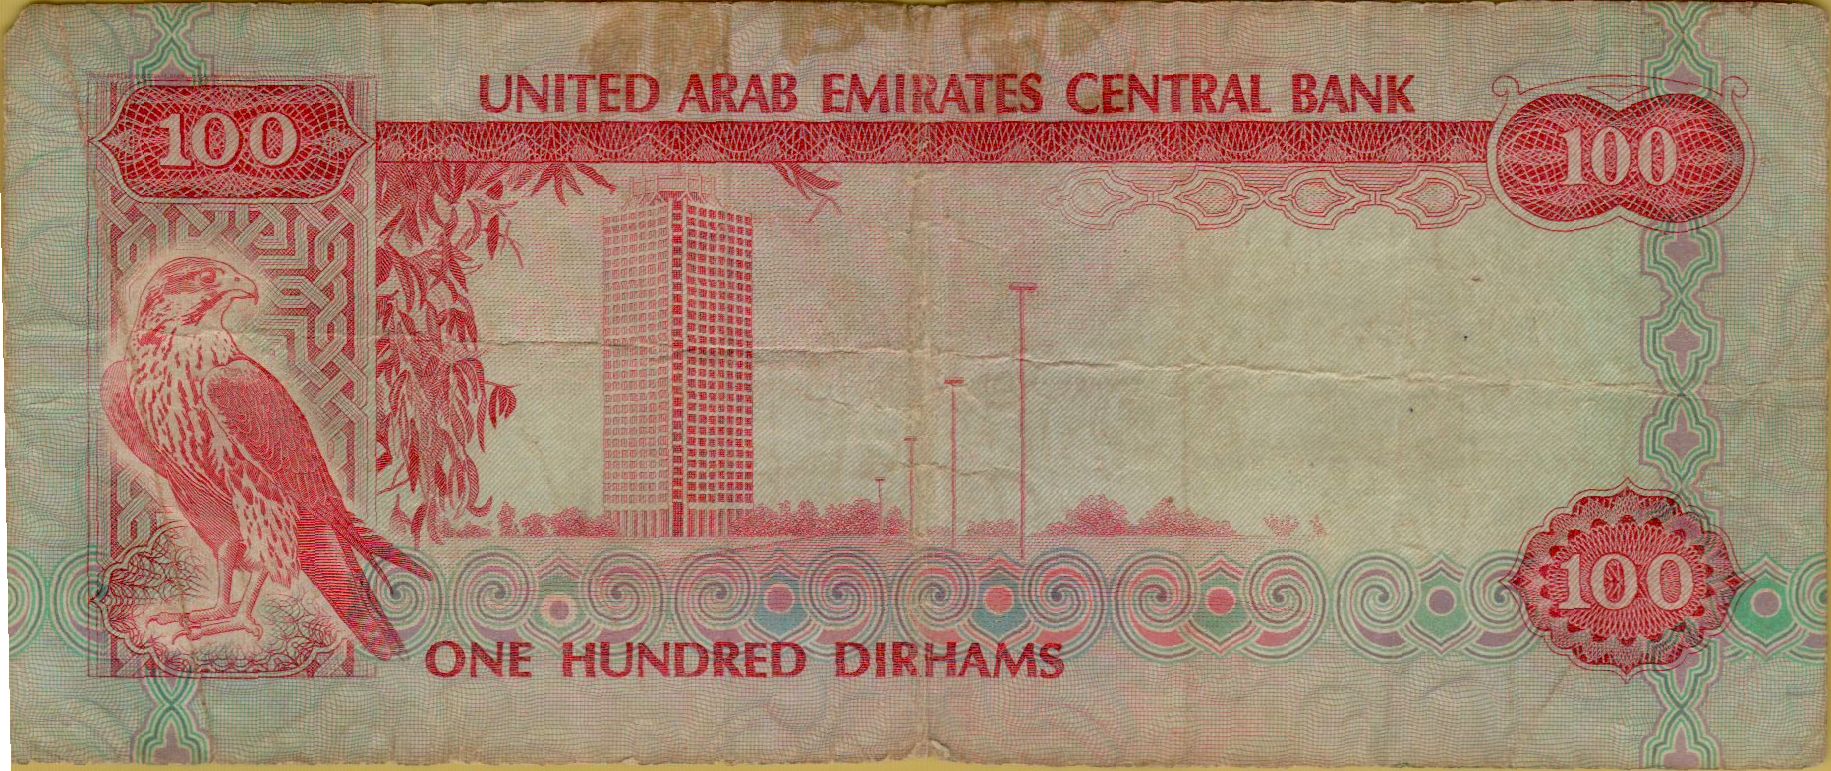 UNITED ARAB EMIRATES CENTRAL BANK
100
100
100
ONE HUNDRED DIRHAMS